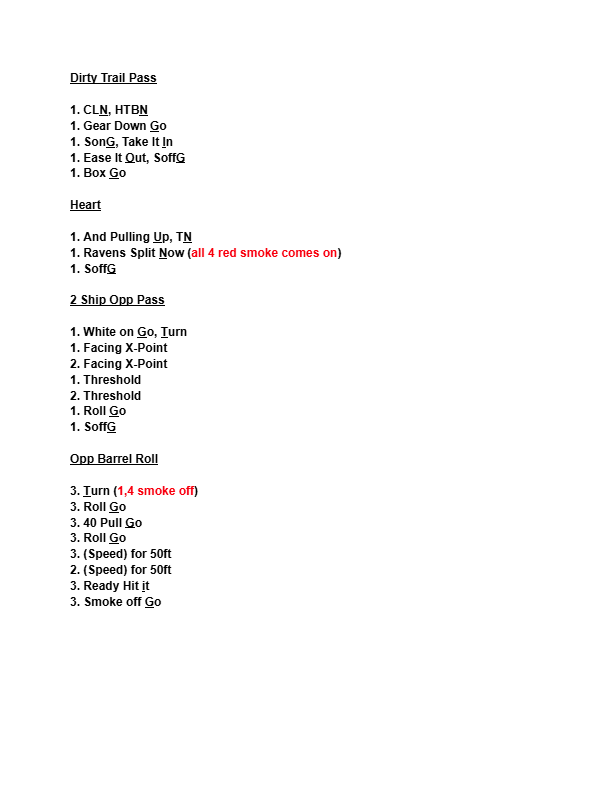 Dirty Trail Pass
1. CLN, HTBN
1. Gear Down Go
1. SonG, Take It In
1. Ease It Out, SoffG
1. Box Go
Heart
1. And Pulling Up, TN
1. Ravens Split Now (all 4 red smoke comes on)
1. SoffG
2 Ship Opp Pass
1. White on Go, Turn
1. Facing X-Point
2. Facing X-Point
1. Threshold
2. Threshold
1. Roll Go
1. SoffG
Opp Barrel Roll
3. Turn (1,4 smoke off)
3. Roll Go
3. 40 Pull Go
3. Roll Go
3. (Speed) for 50ft
2. (Speed) for 50ft
3. Ready Hit it
3. Smoke off Go